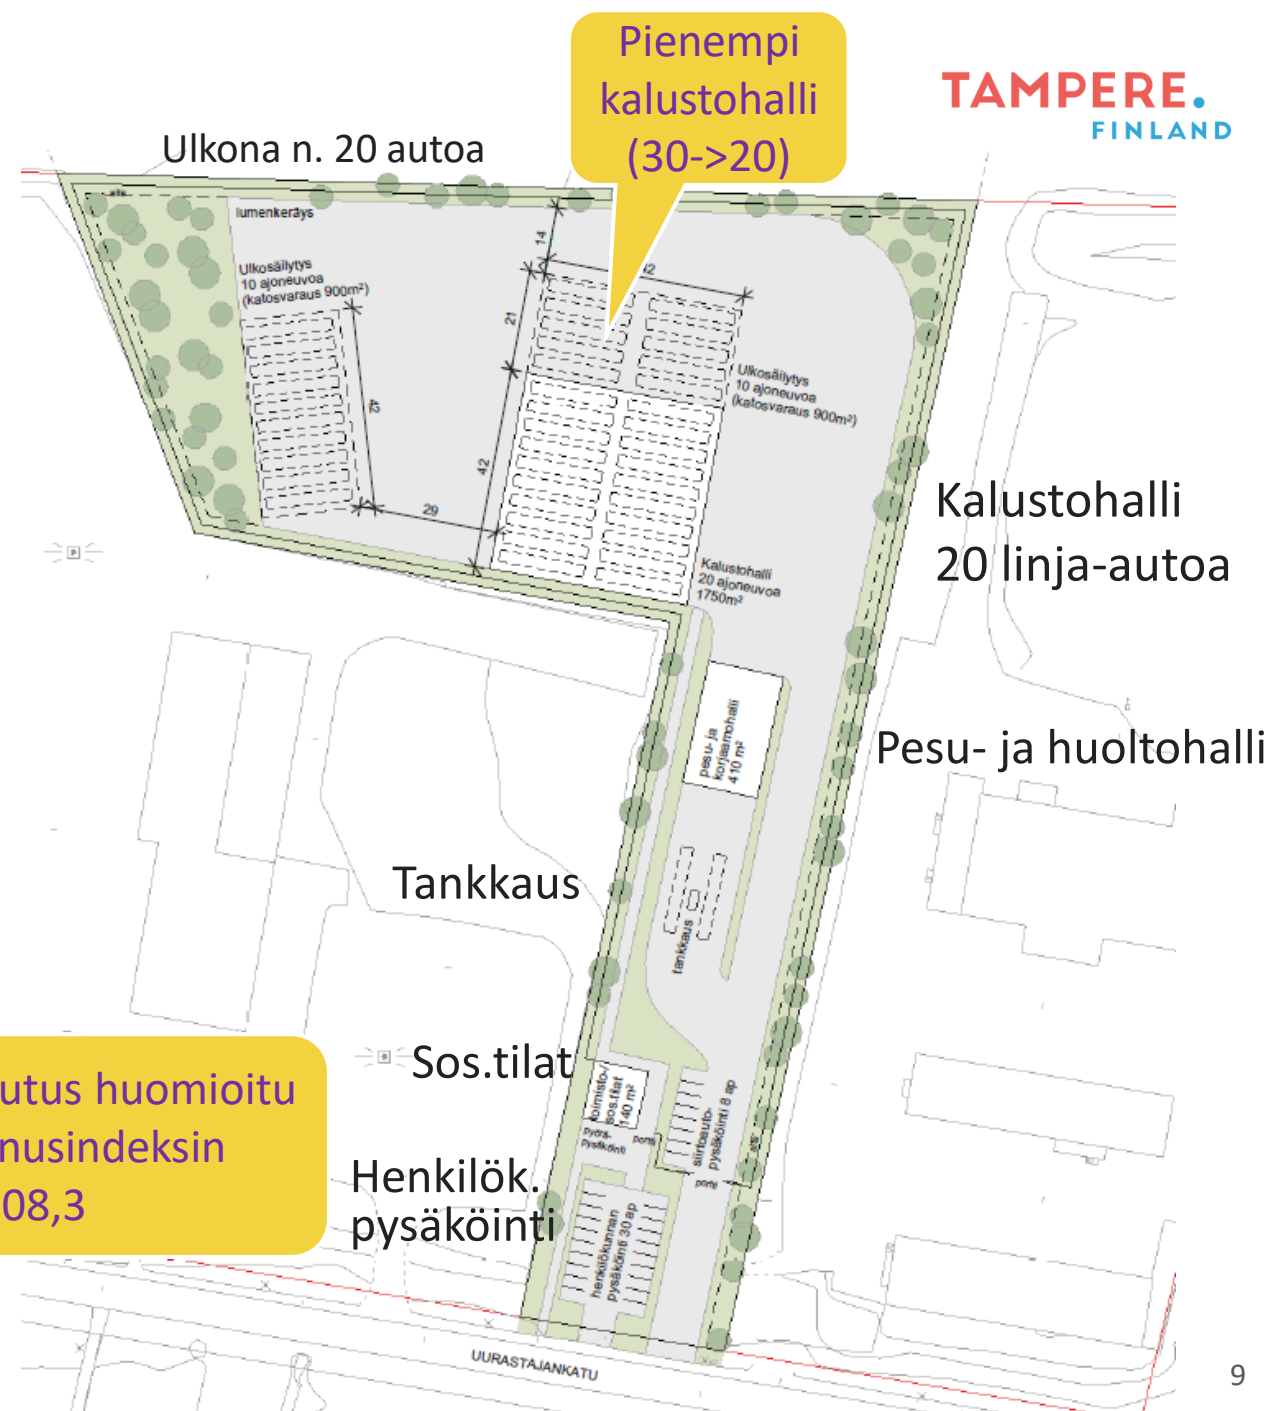 Pienempi
kalustohalli
(30->20)
TAMPERE.
FINLAND
Ulkona n. 20 autoa
lumenkeräys
14
Ulkosäilytys
10 ajoneuvoa
(katosvaraus 900m²)
21
42
Ulkosäilytys
10 ajoneuvoa
(katosvaraus 900m²)
42
29
Kalustohalli
20 linja-autoa
Kalustohalli
20 ajoneuvoa
1750m²
pesu- ja
korjaamohalli
410 m²
Pesu- ja huoltohalli
Tankkaus
tankkaus
Sos.tilat
toimisto-/
sos.tilat
140 m²
siirtoauto-
pysäköinti 8 ap
pyörä-
pysäköinti
portti
portti
aita
utus huomioitu
nusindeksin
08,3
Henkilök.
pysäköinti
henkilökunnan
pysäköinti 30 ap
UURASTAJANKATU
9